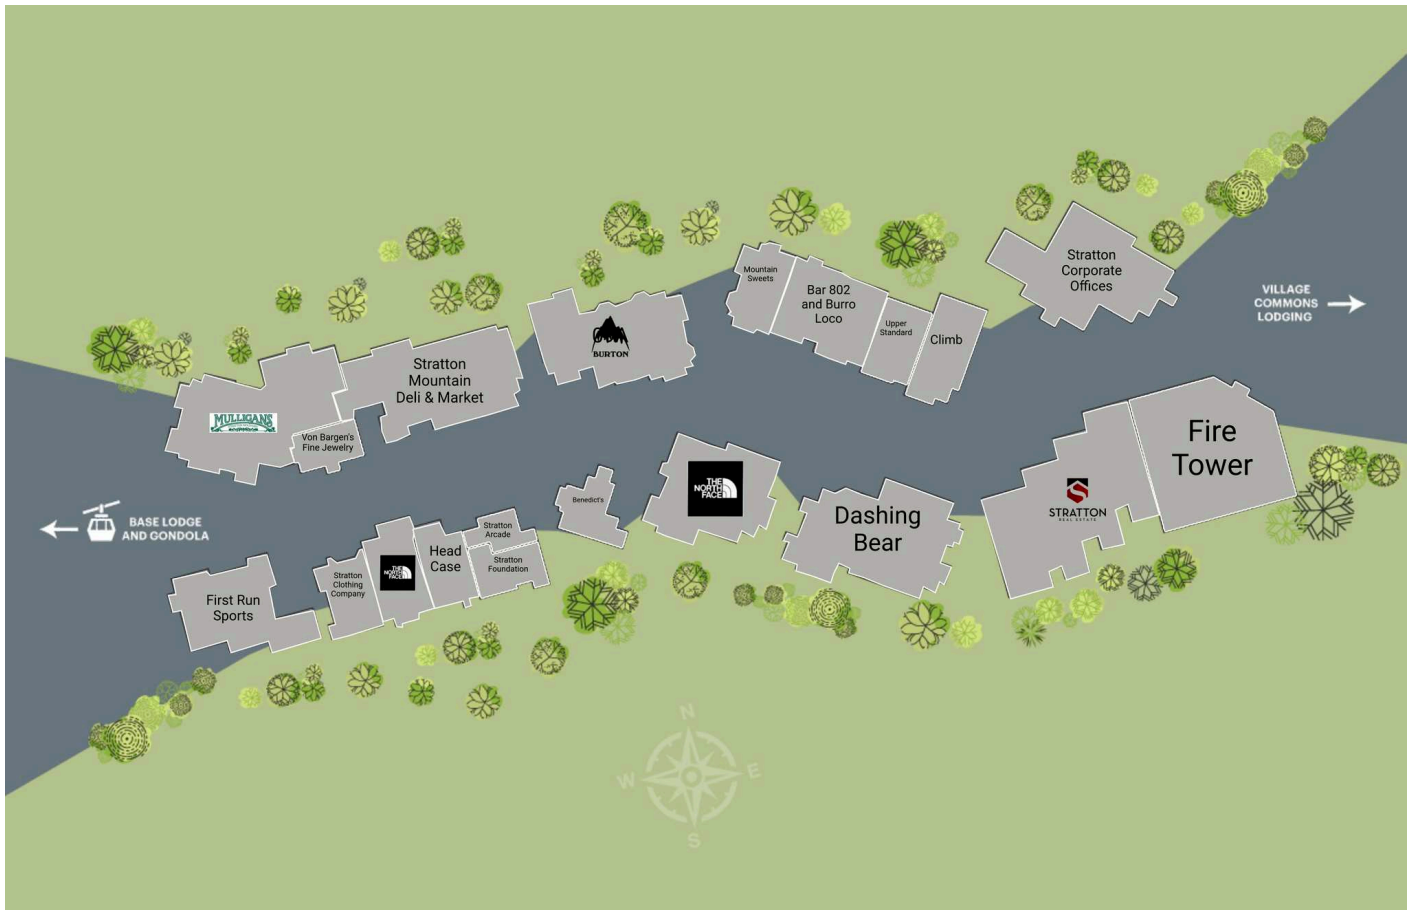 Stratton
Corporate
Offices
Mountain
Sweets
Bar 802
and Burro
Loco
Upper
Standard
Climb
VILLAGE
COMMONS
LODGING
BURTON
Stratton
Mountain
Deli & Market
MULLIGANS
Von Bargen's
Fine Jewelry
Fire
Tower
STRATTON
REAL ESTATE
THE
NORTH
FACE
Dashing
Bear
Benedict's
BASE LODGE
AND GONDOLA
Stratton
Arcade
Stratton
Foundation
Head
Case
THE
NORTH
FACE
Stratton
Clothing
Company
First Run
Sports
N
W
E
S